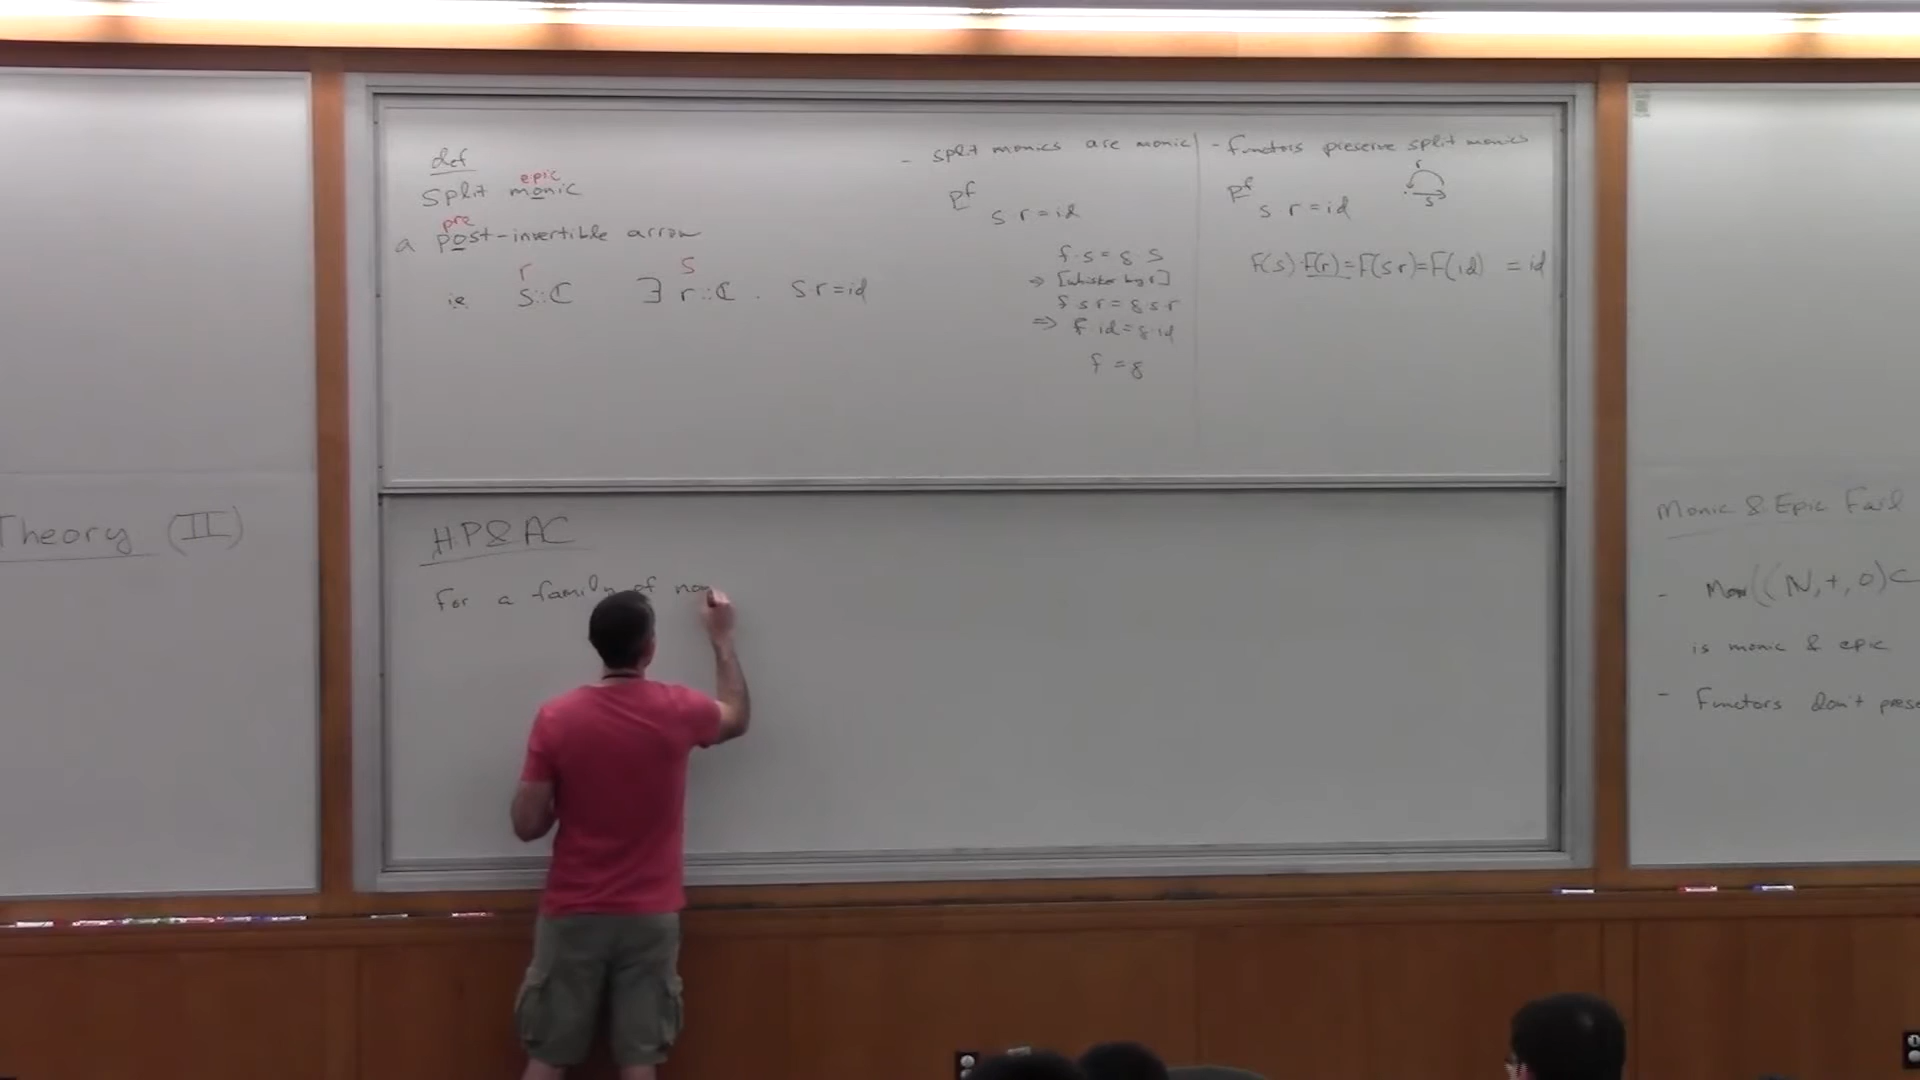 Theory (II)
def
epic
split monic
pre
a post-invertible arrow
r s
ie s::ℂ ∃ r::ℂ . s r = id
- split monics are monic
Pf
s · r = id
f · s = g s
⇒ [whisker by r]
f s r = g s r
⇒ f · id = g · id
f = g
- functors preserve split monics
Pf
r
s
s r = id
F(s) · F(r) = F(s r) = F(id) = id
HP & AC
For a family of non
Monic & Epic Fail
- Mon((N, +, 0) ⊂
is monic & epic
- Functors don't prese